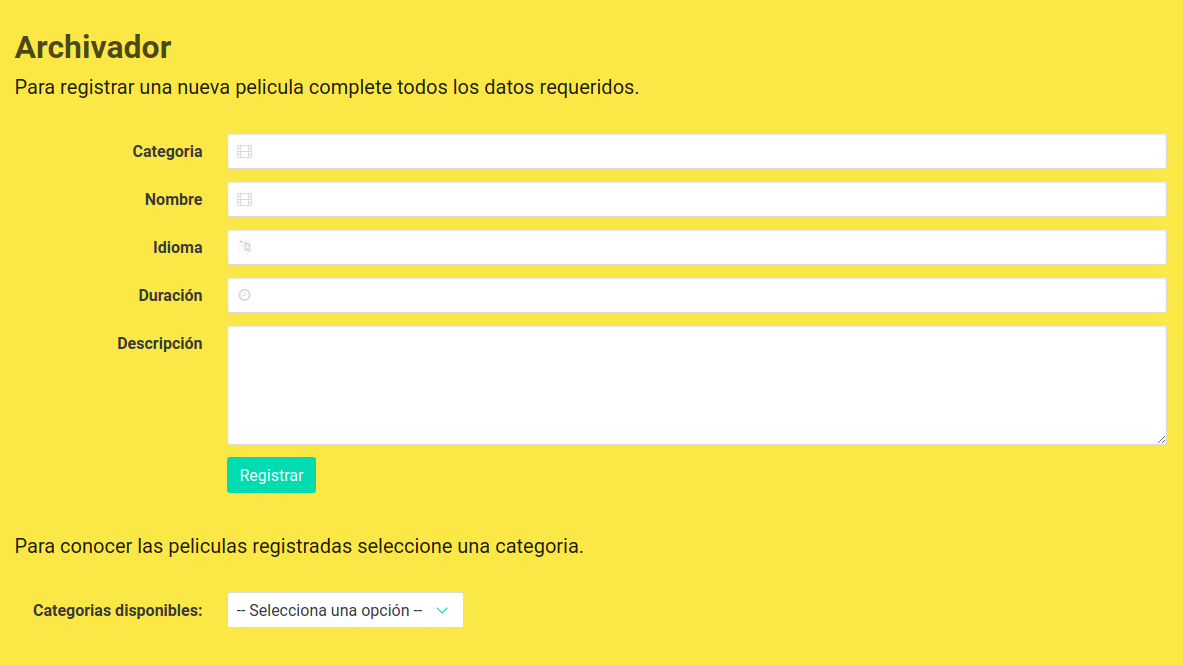 Archivador
Para registrar una nueva pelicula complete todos los datos requeridos.
Categoria
Nombre
Idioma
Duración
Descripción
Registrar
Para conocer las peliculas registradas seleccione una categoria.
Categorias disponibles: -- Selecciona una opción --